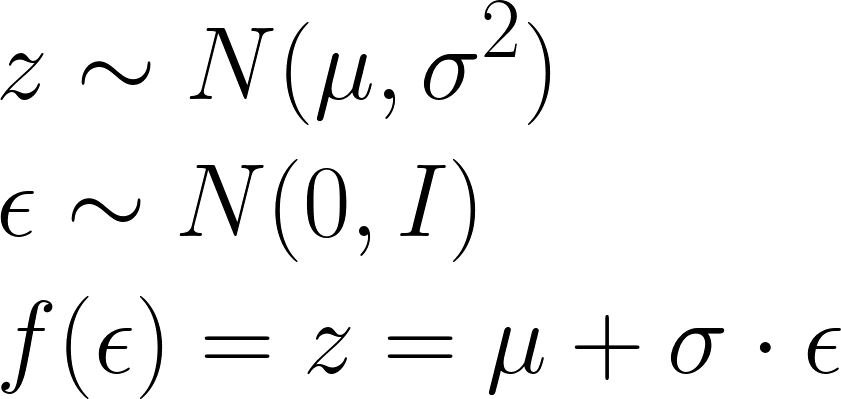 z ∼ N(μ, σ²)
ϵ ∼ N(0, I)
f(ϵ) = z = μ + σ · ϵ